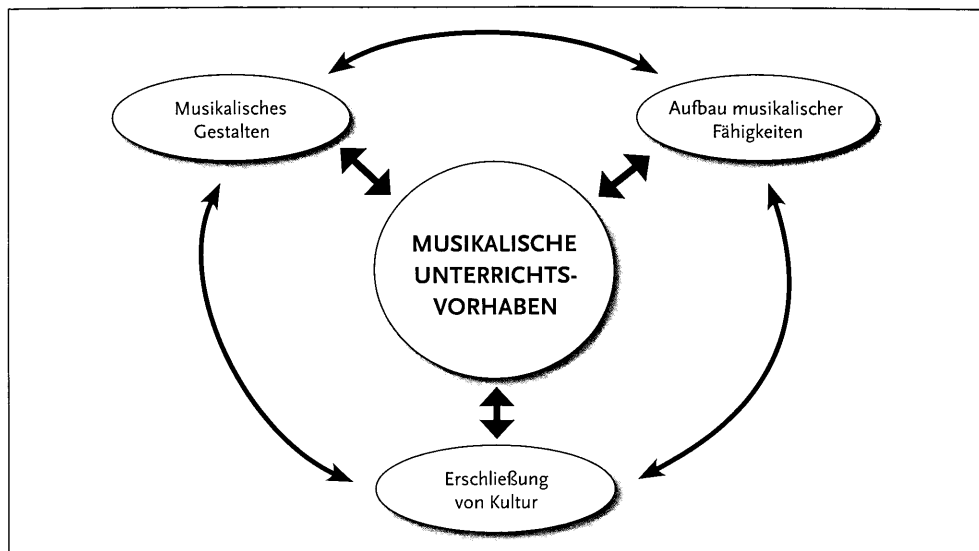 Musikalisches
Gestalten
Aufbau musikalischer
Fähigkeiten
MUSIKALISCHE
UNTERRICHTS-
VORHABEN
Erschließung
von Kultur